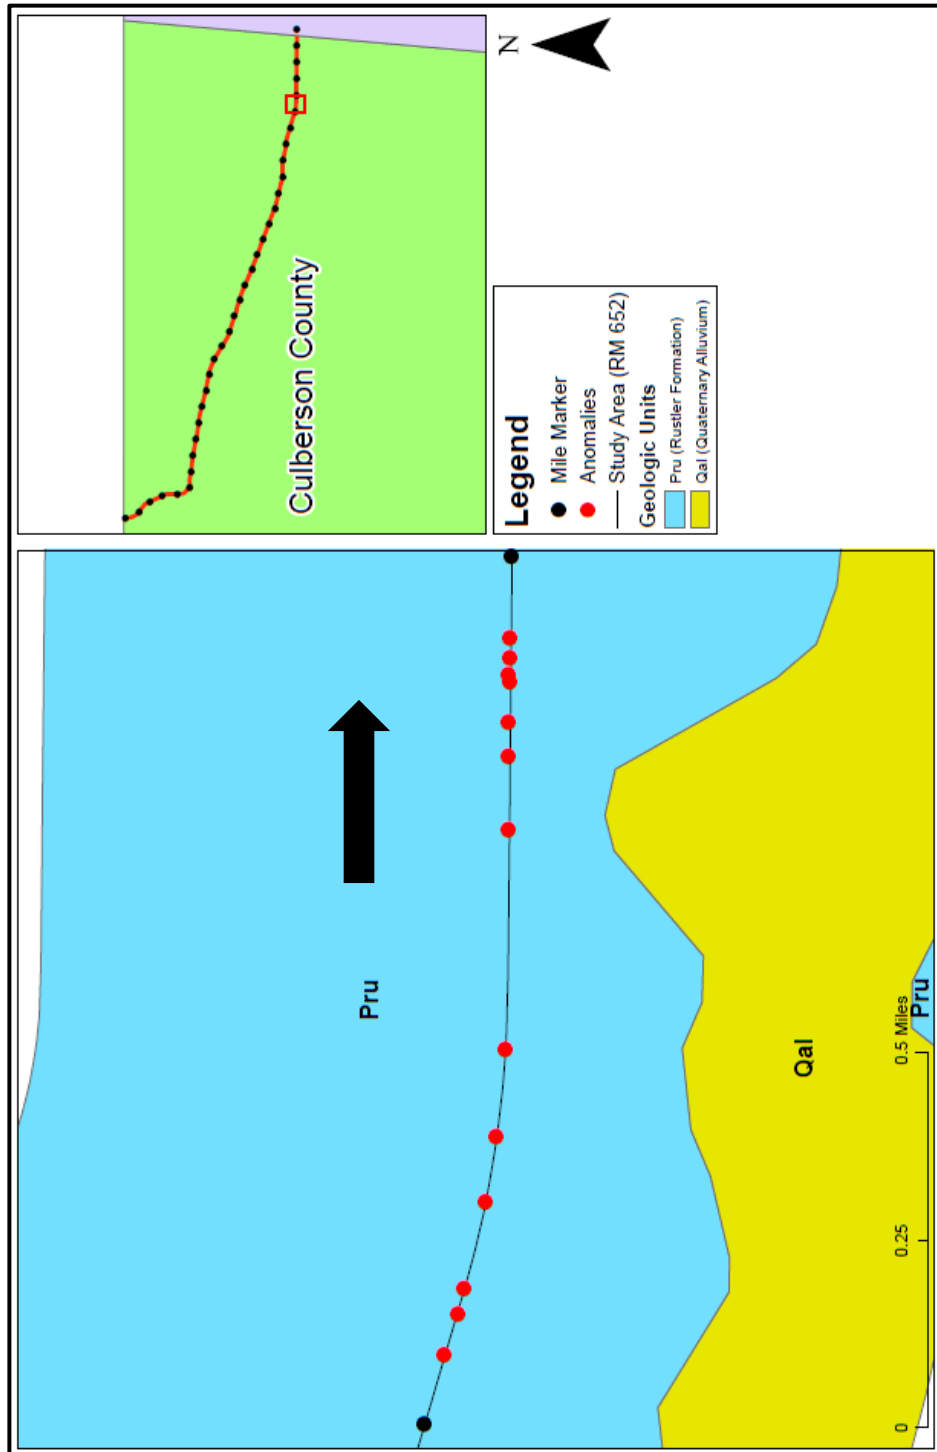 N
Culberson County
Legend
Mile Marker
Anomalies
Study Area (RM 652)
Geologic Units
Pru (Rustler Formation)
Qal (Quaternary Alluvium)
Pru
Qal
Pru
0 0.25 0.5 Miles